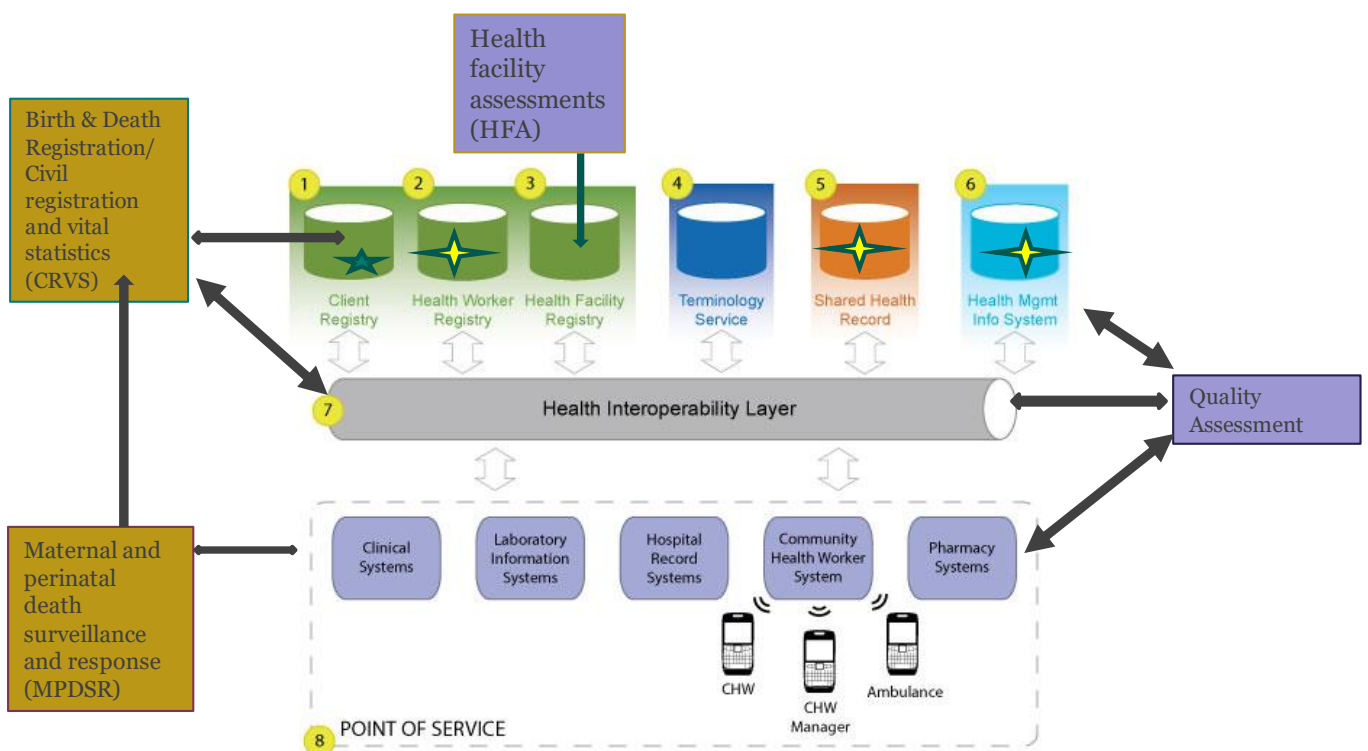 Health
facility
assessments
(HFA)
Birth & Death
Registration/
Civil
registration
and vital
statistics
(CRVS)
1
2
3
4
5
6
Client
Registry
Health Worker
Registry
Health Facility
Registry
Terminology
Service
Shared Health
Record
Health Mgmt
Info System
7
Health Interoperability Layer
Quality
Assessment
Maternal and
perinatal
death
surveillance
and response
(MPDSR)
Clinical
Systems
Laboratory
Information
Systems
Hospital
Record
Systems
Community
Health Worker
System
Pharmacy
Systems
CHW
CHW
Manager
Ambulance
8
POINT OF SERVICE